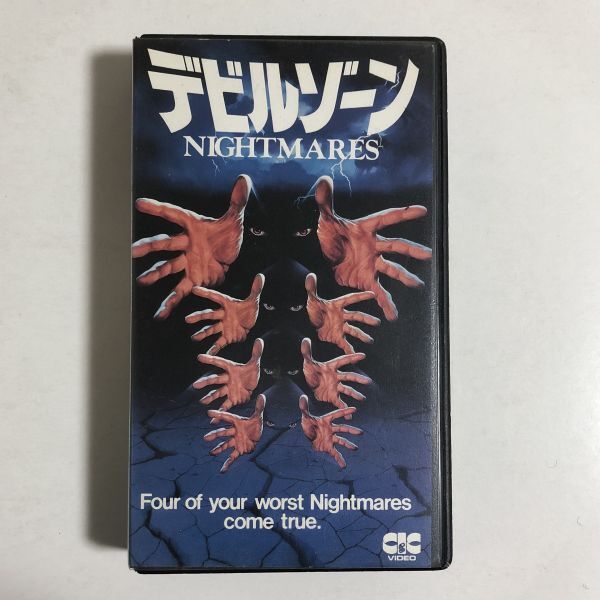 デビルゾーン
NIGHTMARES
Four of your worst Nightmares
come true.
CIC
VIDEO